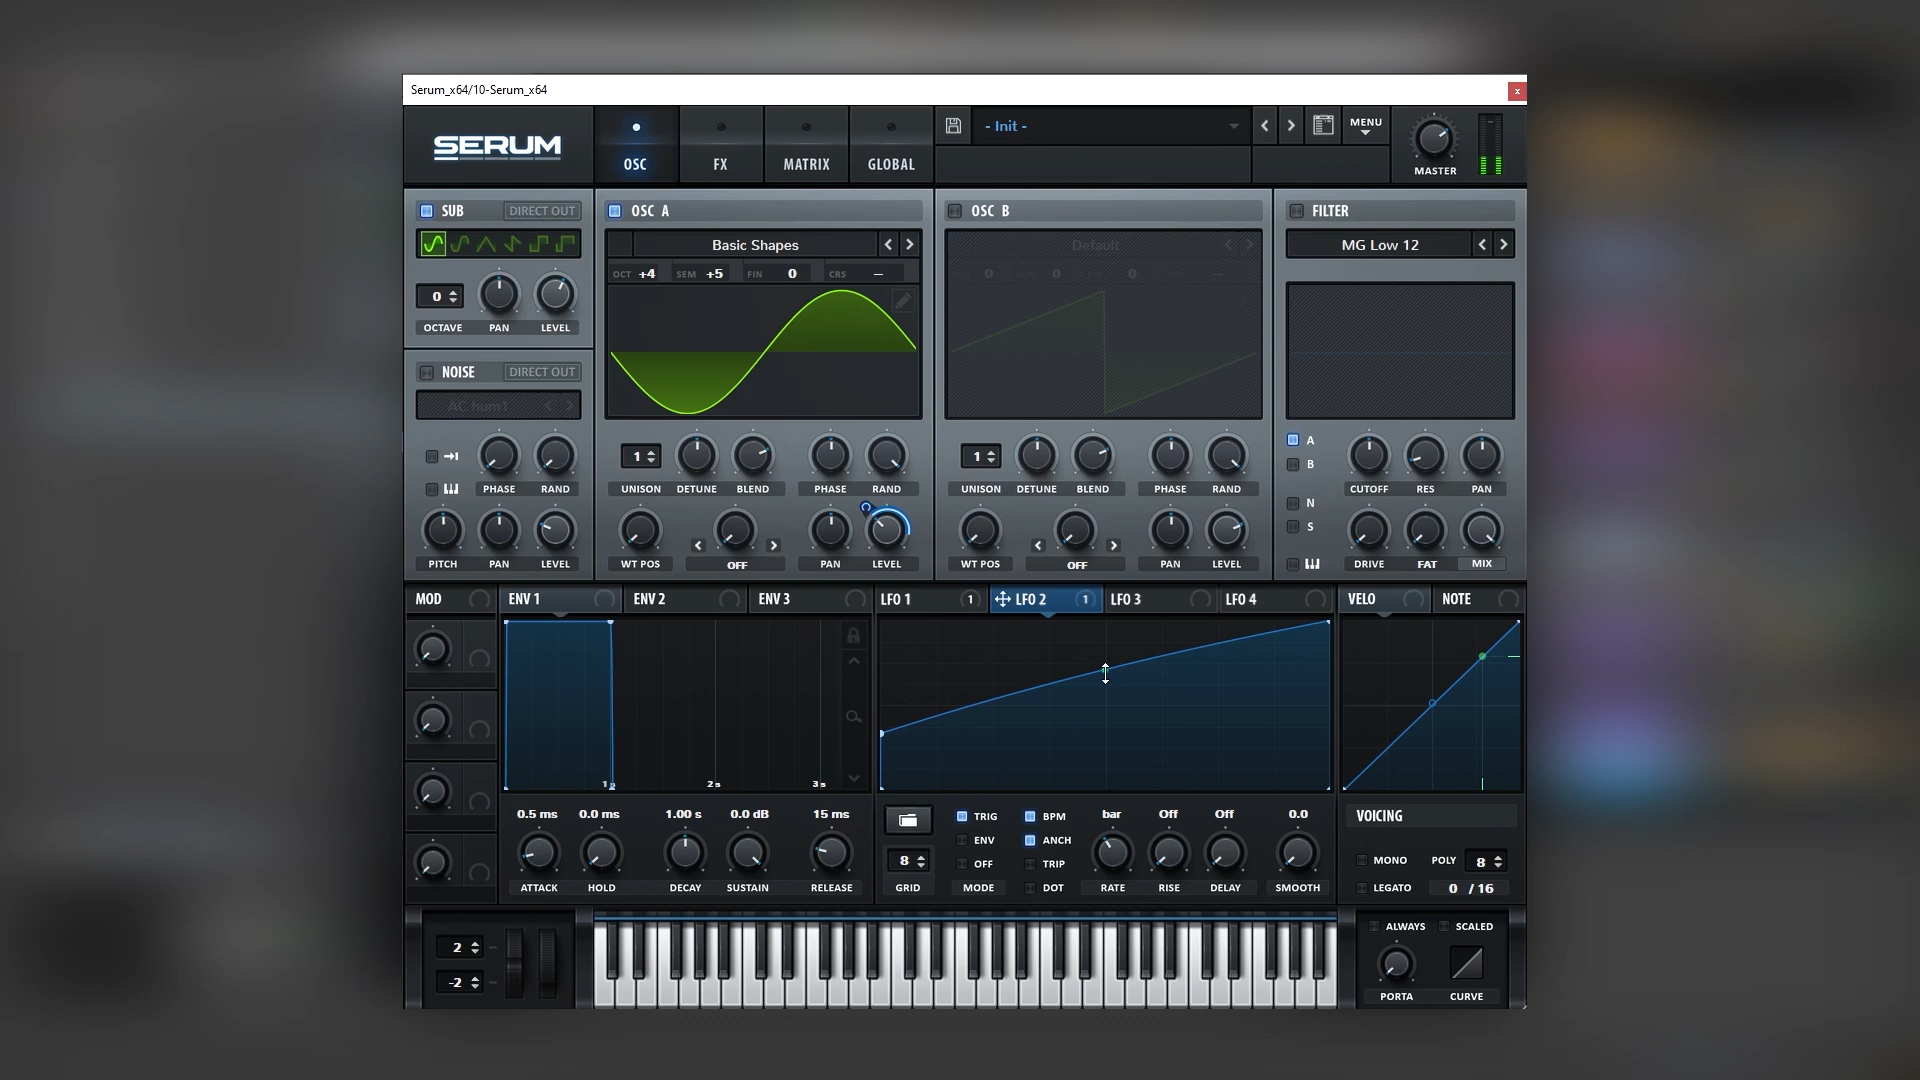 Serum_x64/10-Serum_x64
x
SERUM
OSC
FX
MATRIX
GLOBAL
- Init -
MENU
MASTER
SUB
DIRECT OUT
OSC A
OSC B
FILTER
Basic Shapes
Default
MG Low 12
OCT +4 SEM +5 FIN 0 CRS –
0
OCTAVE
PAN
LEVEL
NOISE
DIRECT OUT
AC hum1
PHASE
RAND
PITCH
PAN
LEVEL
1
UNISON
DETUNE
BLEND
PHASE
RAND
WT POS
OFF
PAN
LEVEL
1
UNISON
DETUNE
BLEND
PHASE
RAND
WT POS
OFF
PAN
LEVEL
A
B
N
S
CUTOFF
RES
PAN
DRIVE
FAT
MIX
MOD
ENV 1
ENV 2
ENV 3
LFO 1
1
LFO 2
1
LFO 3
LFO 4
VELO
NOTE
2 s
3 s
0.5 ms
0.0 ms
1.00 s
0.0 dB
15 ms
ATTACK
HOLD
DECAY
SUSTAIN
RELEASE
8
GRID
TRIG
ENV
OFF
MODE
BPM
ANCH
TRIP
DOT
bar
Off
Off
0.0
RATE
RISE
DELAY
SMOOTH
VOICING
MONO
POLY
8
LEGATO
0 / 16
2
-2
ALWAYS
SCALED
PORTA
CURVE